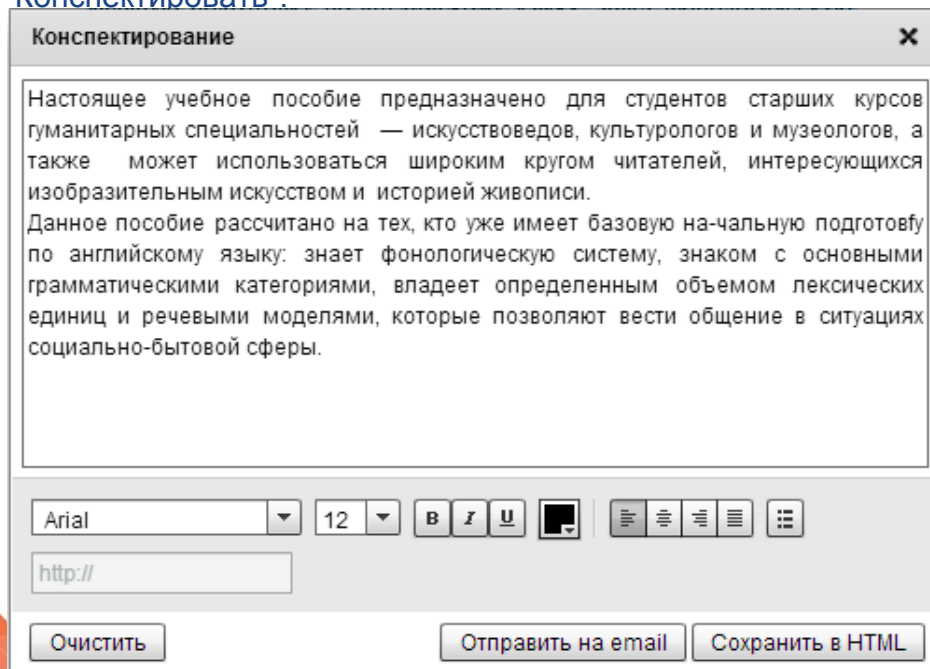 "Конспектировать".
Конспектирование
Настоящее учебное пособие предназначено для студентов старших курсов
гуманитарных специальностей — искусствоведов, культурологов и музеологов, а
также может использоваться широким кругом читателей, интересующихся
изобразительным искусством и историей живописи.
Данное пособие рассчитано на тех, кто уже имеет базовую на-чальную подготовfy
по английскому языку: знает фонологическую систему, знаком с основными
грамматическими категориями, владеет определенным объемом лексических
единиц и речевыми моделями, которые позволяют вести общение в ситуациях
социально-бытовой сферы.
Arial 12 B I U
http://
Очистить Отправить на email Сохранить в HTML